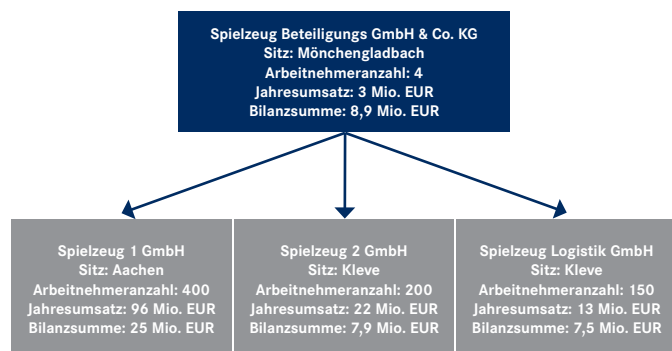 Spielzeug Beteiligungs GmbH & Co. KG
Sitz: Mönchengladbach
Arbeitnehmeranzahl: 4
Jahresumsatz: 3 Mio. EUR
Bilanzsumme: 8,9 Mio. EUR
Spielzeug 1 GmbH
Sitz: Aachen
Arbeitnehmeranzahl: 400
Jahresumsatz: 96 Mio. EUR
Bilanzsumme: 25 Mio. EUR
Spielzeug 2 GmbH
Sitz: Kleve
Arbeitnehmeranzahl: 200
Jahresumsatz: 22 Mio. EUR
Bilanzsumme: 7,9 Mio. EUR
Spielzeug Logistik GmbH
Sitz: Kleve
Arbeitnehmeranzahl: 150
Jahresumsatz: 13 Mio. EUR
Bilanzsumme: 7,5 Mio. EUR